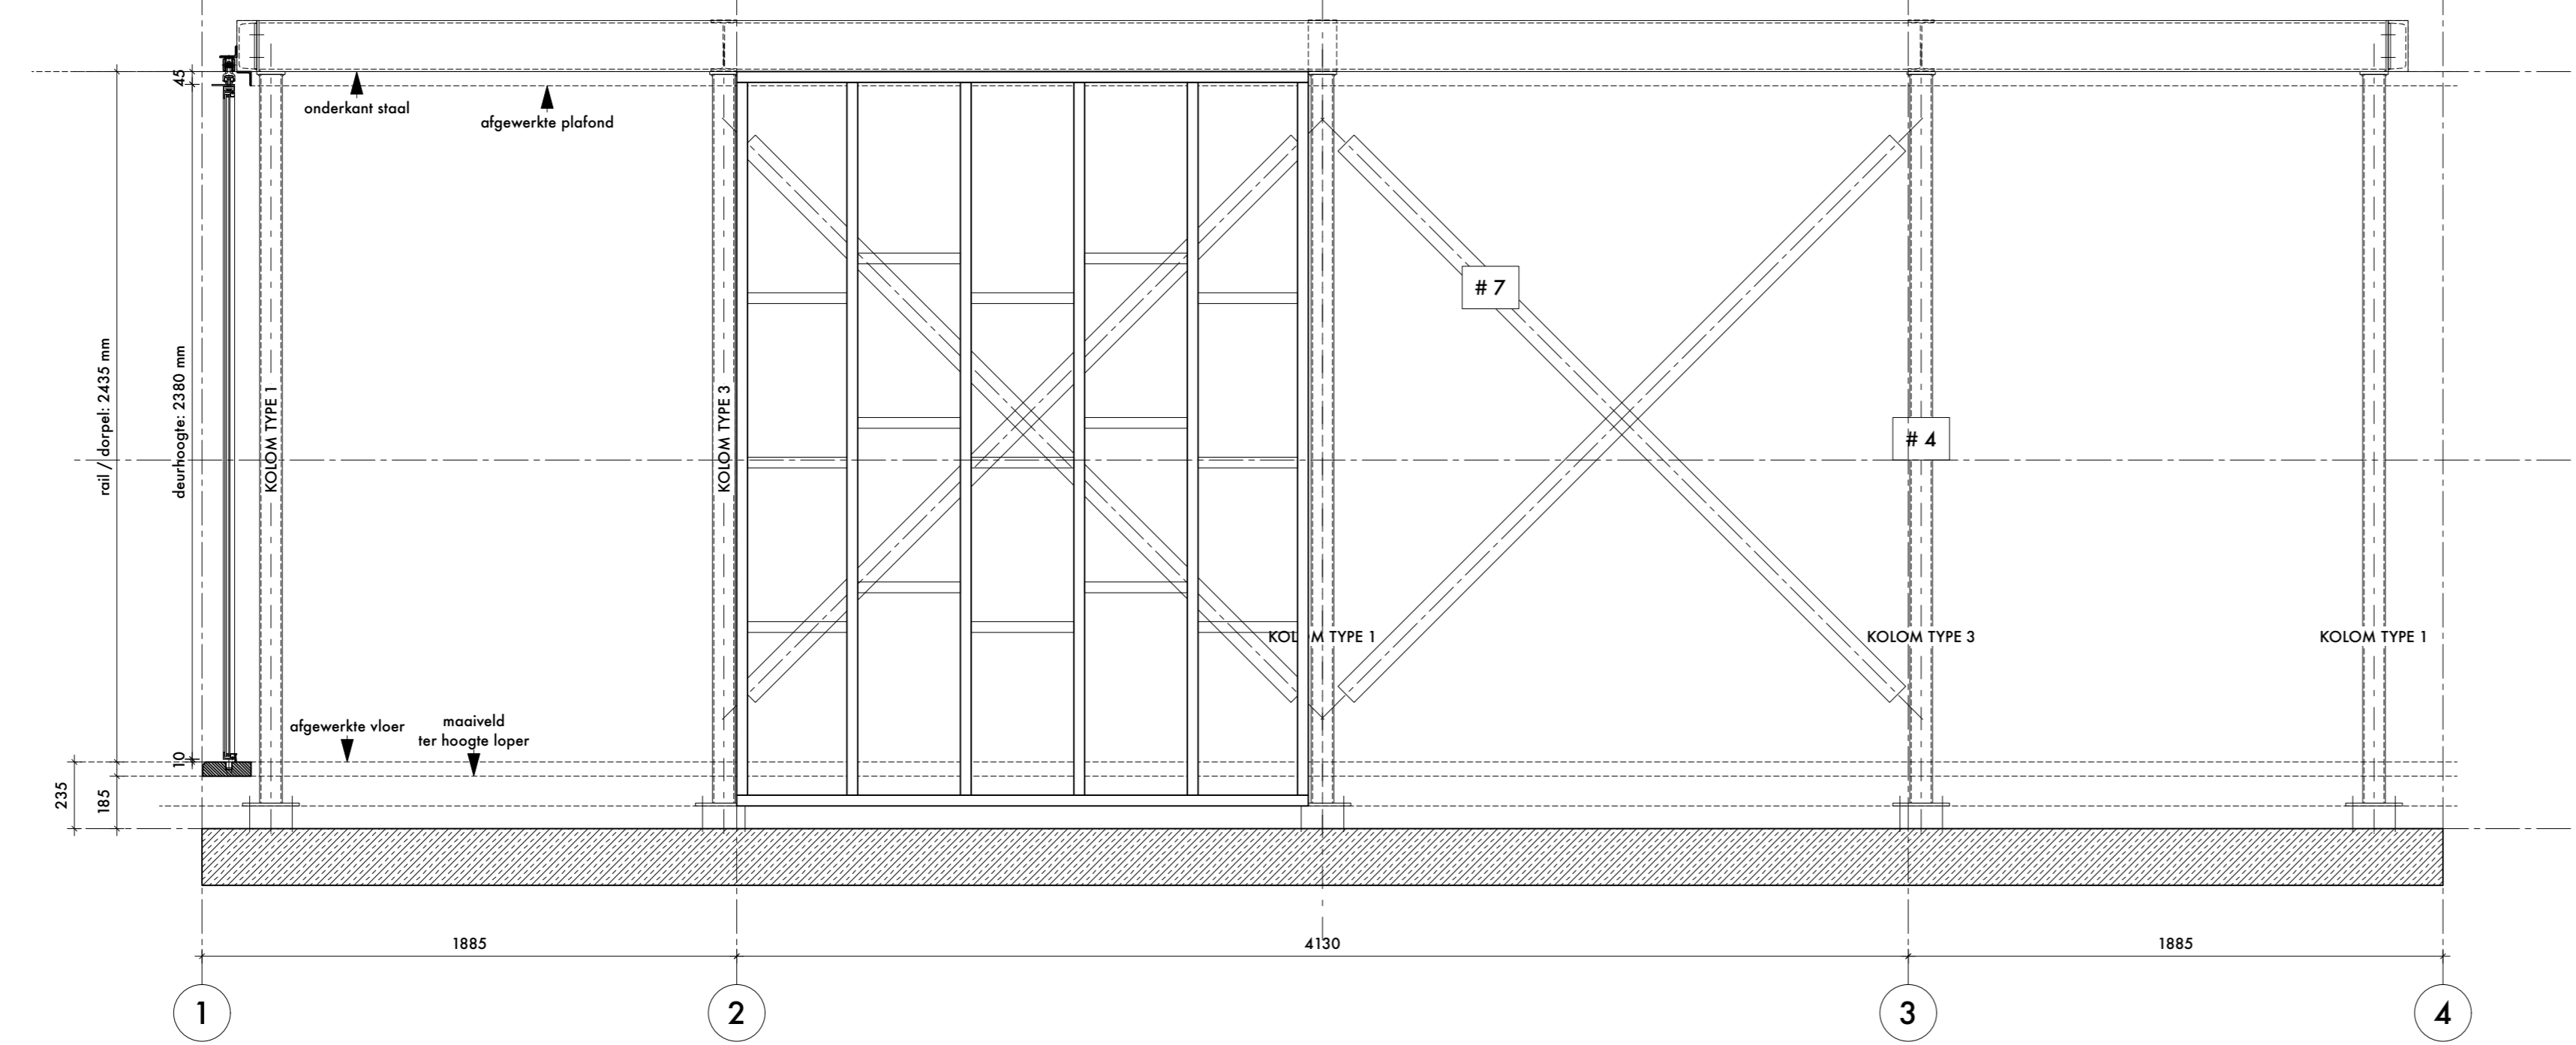 45
onderkant staal
afgewerkte plafond
# 7
rail / dorpel: 2435 mm
deurhoogte: 2380 mm
KOLOM TYPE 1
KOLOM TYPE 3
# 4
KOLOM TYPE 1
KOLOM TYPE 3
KOLOM TYPE 1
afgewerkte vloer
maaiveld
ter hoogte loper
10
235
185
1885
4130
1885
1
2
3
4